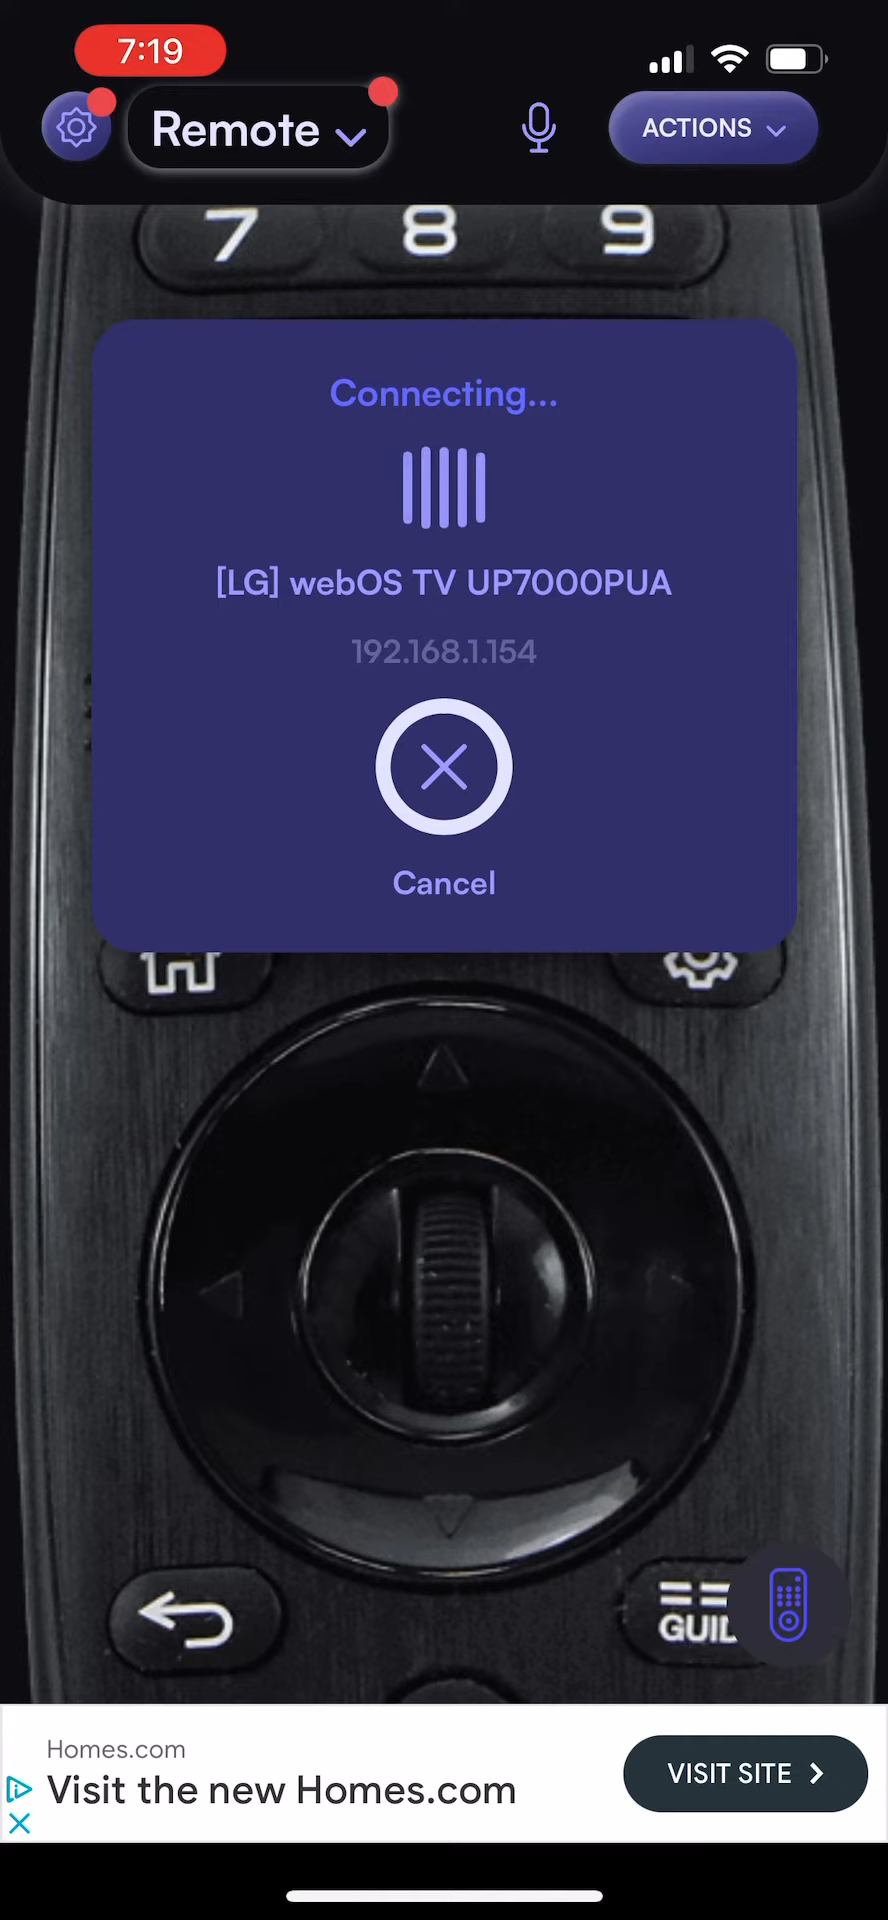 7:19
Remote
ACTIONS
7 8 9
Connecting...
[LG] webOS TV UP7000PUA
192.168.1.154
Cancel
Homes.com
Visit the new Homes.com
VISIT SITE